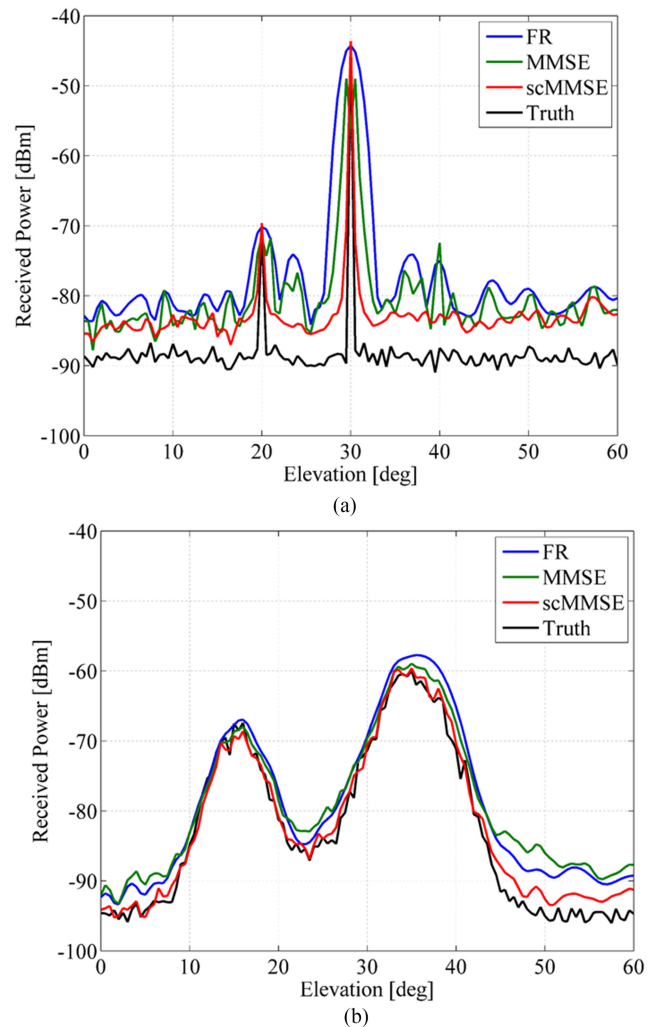 -40
-50
-60
-70
-80
-90
-100
Received Power [dBm]
FR
MMSE
scMMSE
Truth
0 10 20 30 40 50 60
Elevation [deg]
(a)
-40
-50
-60
-70
-80
-90
-100
Received Power [dBm]
FR
MMSE
scMMSE
Truth
0 10 20 30 40 50 60
Elevation [deg]
(b)